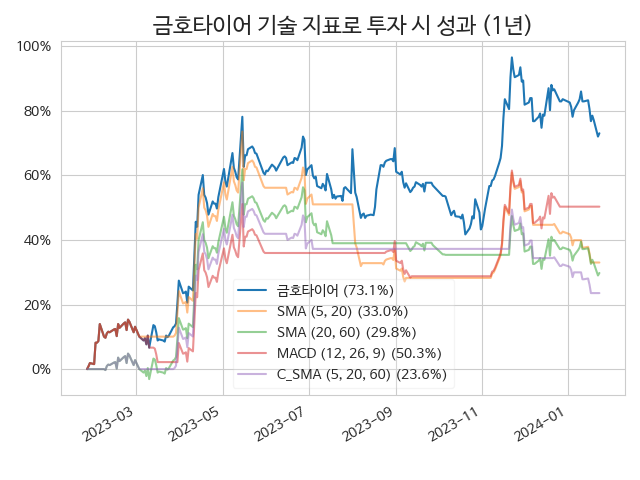 금호타이어 기술 지표로 투자 시 성과 (1년)
100%
80%
60%
40%
20%
0%
금호타이어 (73.1%)
SMA (5, 20) (33.0%)
SMA (20, 60) (29.8%)
MACD (12, 26, 9) (50.3%)
C_SMA (5, 20, 60) (23.6%)
2023-03
2023-05
2023-07
2023-09
2023-11
2024-01